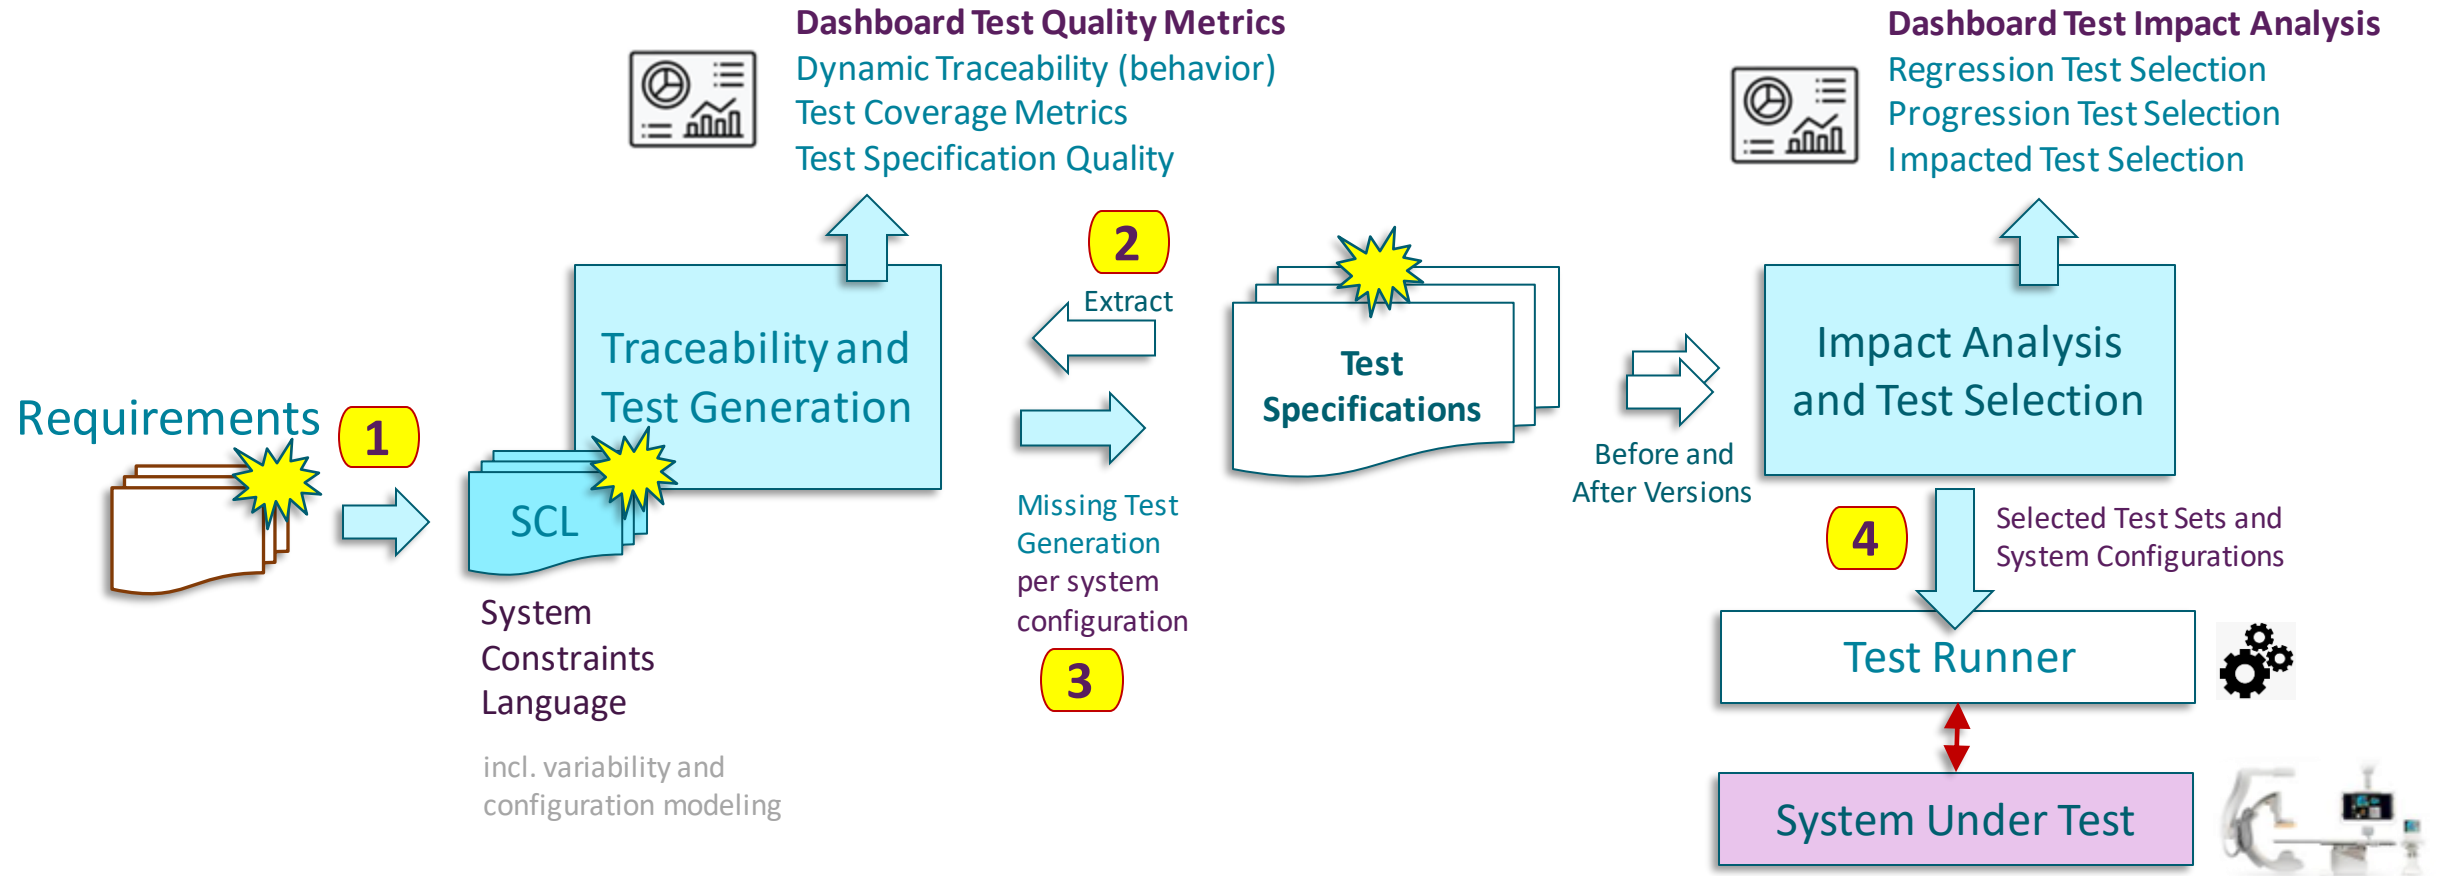 Dashboard Test Quality Metrics
Dynamic Traceability (behavior)
Test Coverage Metrics
Test Specification Quality
Dashboard Test Impact Analysis
Regression Test Selection
Progression Test Selection
Impacted Test Selection
Requirements
1
SCL
System
Constraints
Language
incl. variability and
configuration modeling
Traceability and
Test Generation
2
Extract
Missing Test
Generation
per system
configuration
3
Test
Specifications
Before and
After Versions
Impact Analysis
and Test Selection
4
Selected Test Sets and
System Configurations
Test Runner
System Under Test